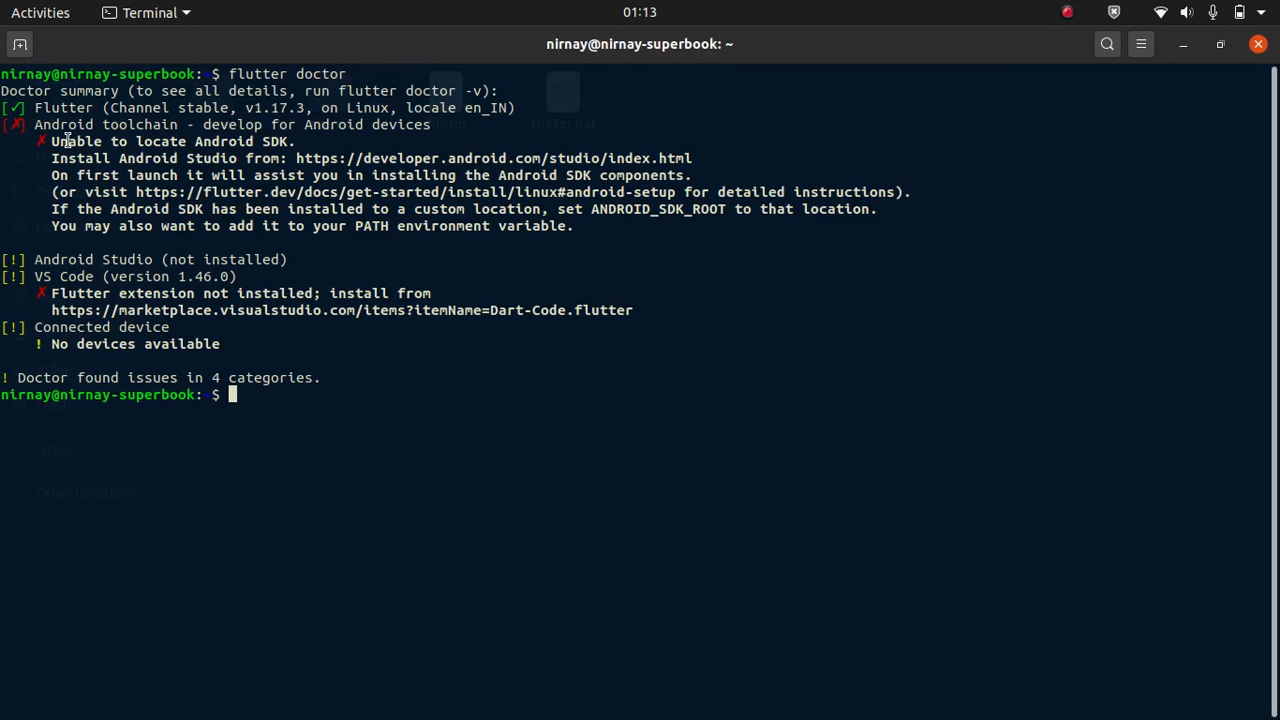 Activities Terminal 01:13
nirnay@nirnay-superbook: ~
nirnay@nirnay-superbook:~$ flutter doctor
Doctor summary (to see all details, run flutter doctor -v):
[✓] Flutter (Channel stable, v1.17.3, on Linux, locale en_IN)
[✗] Android toolchain - develop for Android devices
✗ Unable to locate Android SDK.
Install Android Studio from: https://developer.android.com/studio/index.html
On first launch it will assist you in installing the Android SDK components.
(or visit https://flutter.dev/docs/get-started/install/linux#android-setup for detailed instructions).
If the Android SDK has been installed to a custom location, set ANDROID_SDK_ROOT to that location.
You may also want to add it to your PATH environment variable.
[!] Android Studio (not installed)
[!] VS Code (version 1.46.0)
✗ Flutter extension not installed; install from
https://marketplace.visualstudio.com/items?itemName=Dart-Code.flutter
[!] Connected device
! No devices available
! Doctor found issues in 4 categories.
nirnay@nirnay-superbook:~$
nirnay
Other Locations
flutter.bat